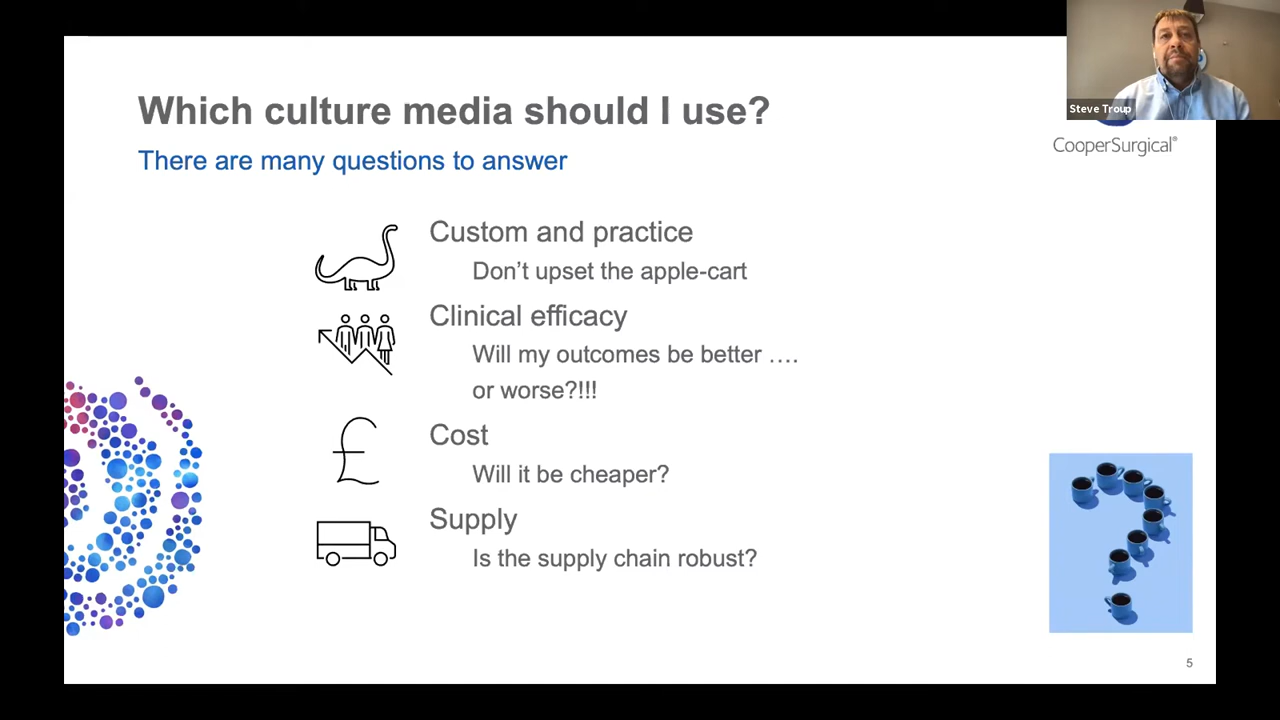 Steve Troup
Which culture media should I use?
CooperSurgical®
There are many questions to answer
Custom and practice
Don’t upset the apple-cart
Clinical efficacy
Will my outcomes be better ....
or worse?!!!
£
Cost
Will it be cheaper?
Supply
Is the supply chain robust?
5